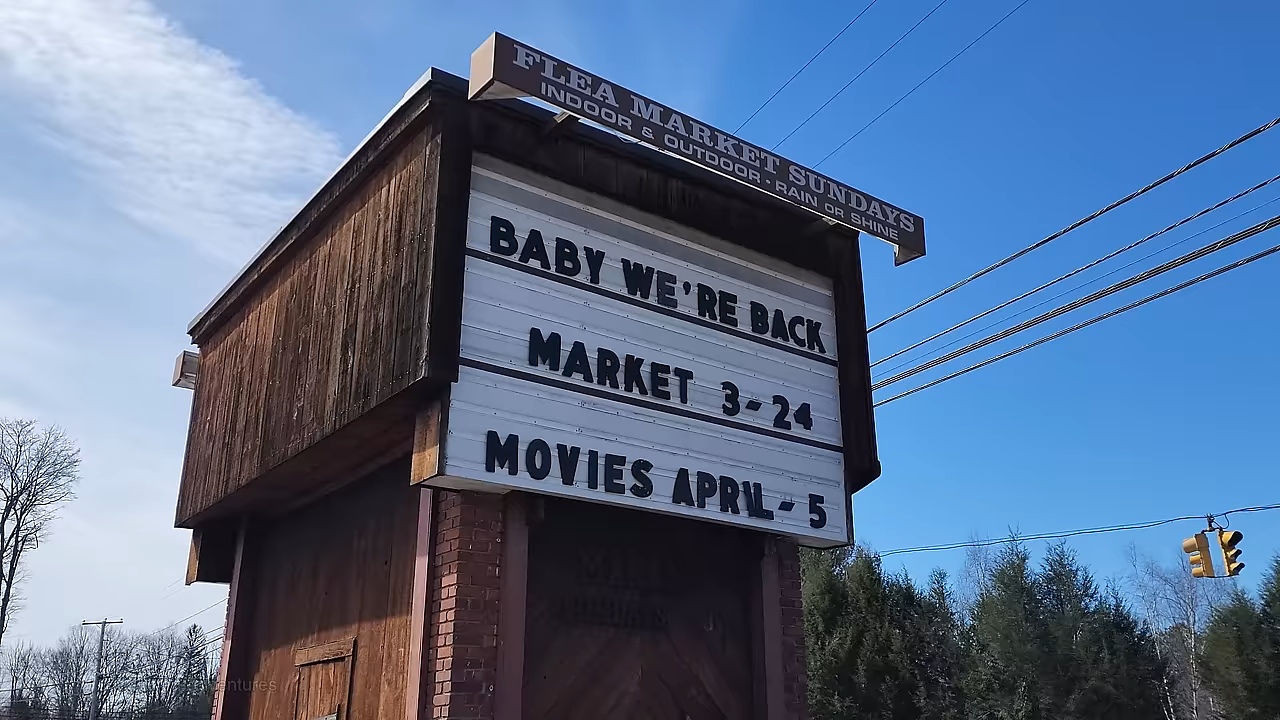 FLEA MARKET SUNDAYS
INDOOR & OUTDOOR • RAIN OR SHINE
BABY WE'RE BACK
MARKET 3-24
MOVIES APRIL-5